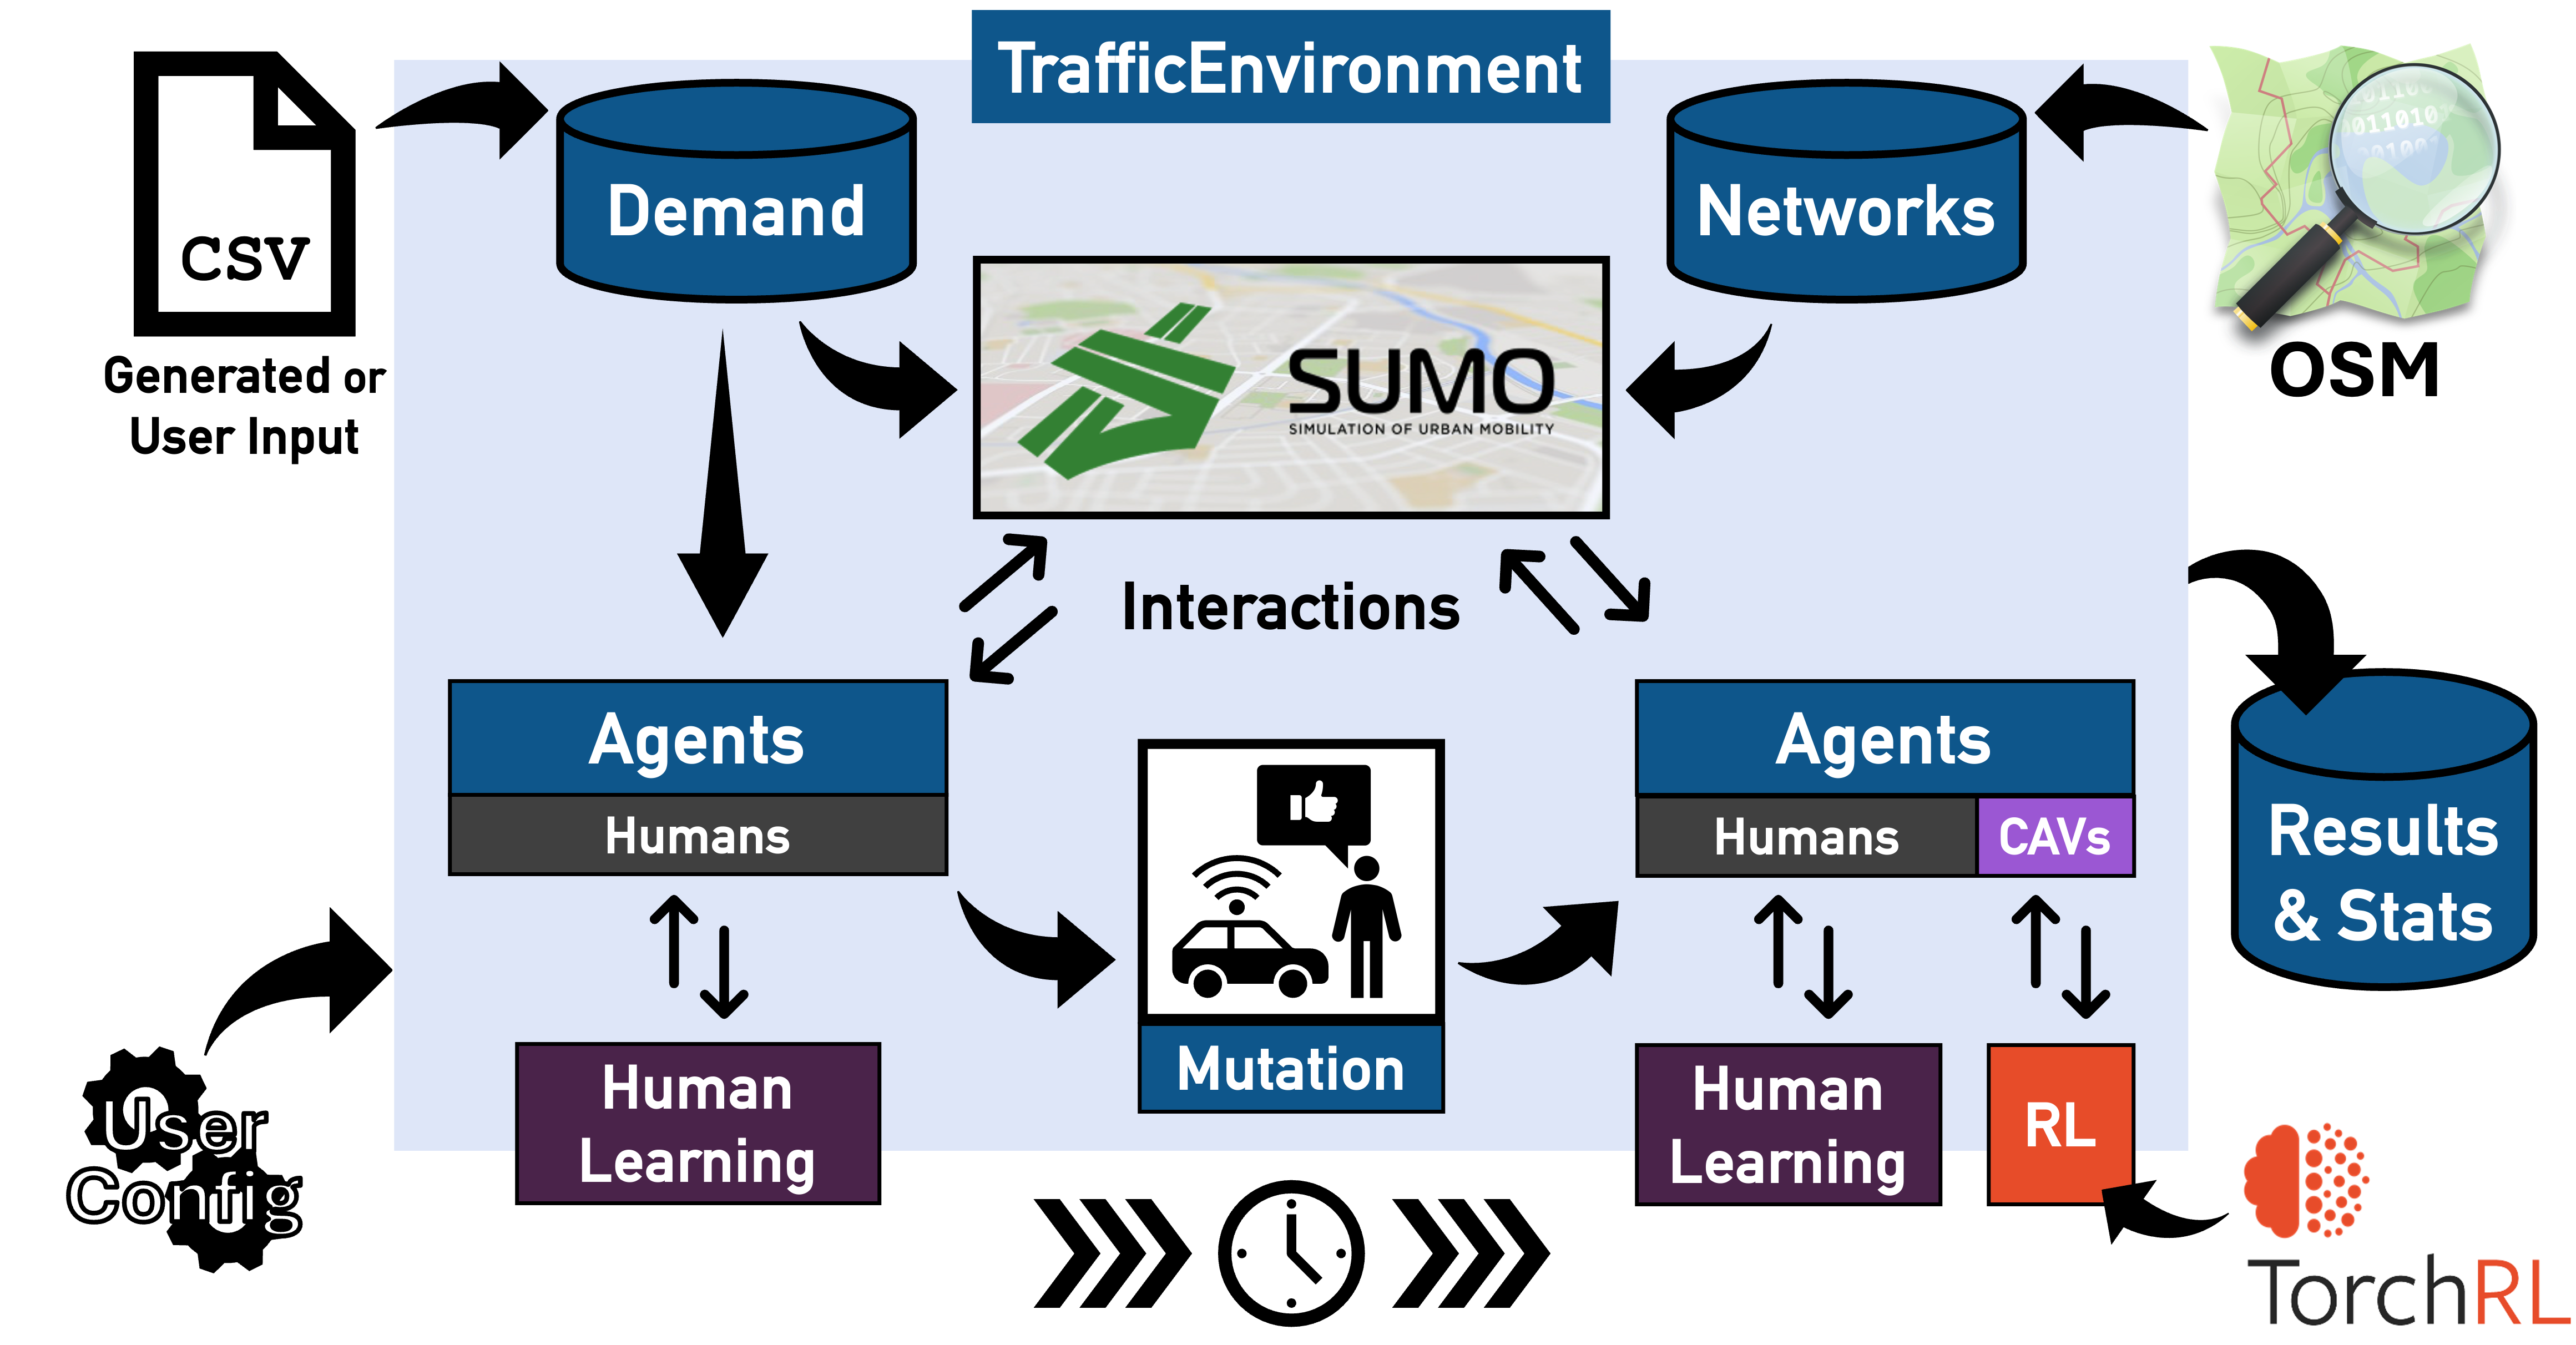 TrafficEnvironment
CSV
Generated or
User Input
Demand
Networks
OSM
SUMO
SIMULATION OF URBAN MOBILITY
Interactions
Agents
Humans
Agents
Humans
CAVs
Results
& Stats
Human
Learning
Mutation
Human
Learning
RL
User
Config
TorchRL